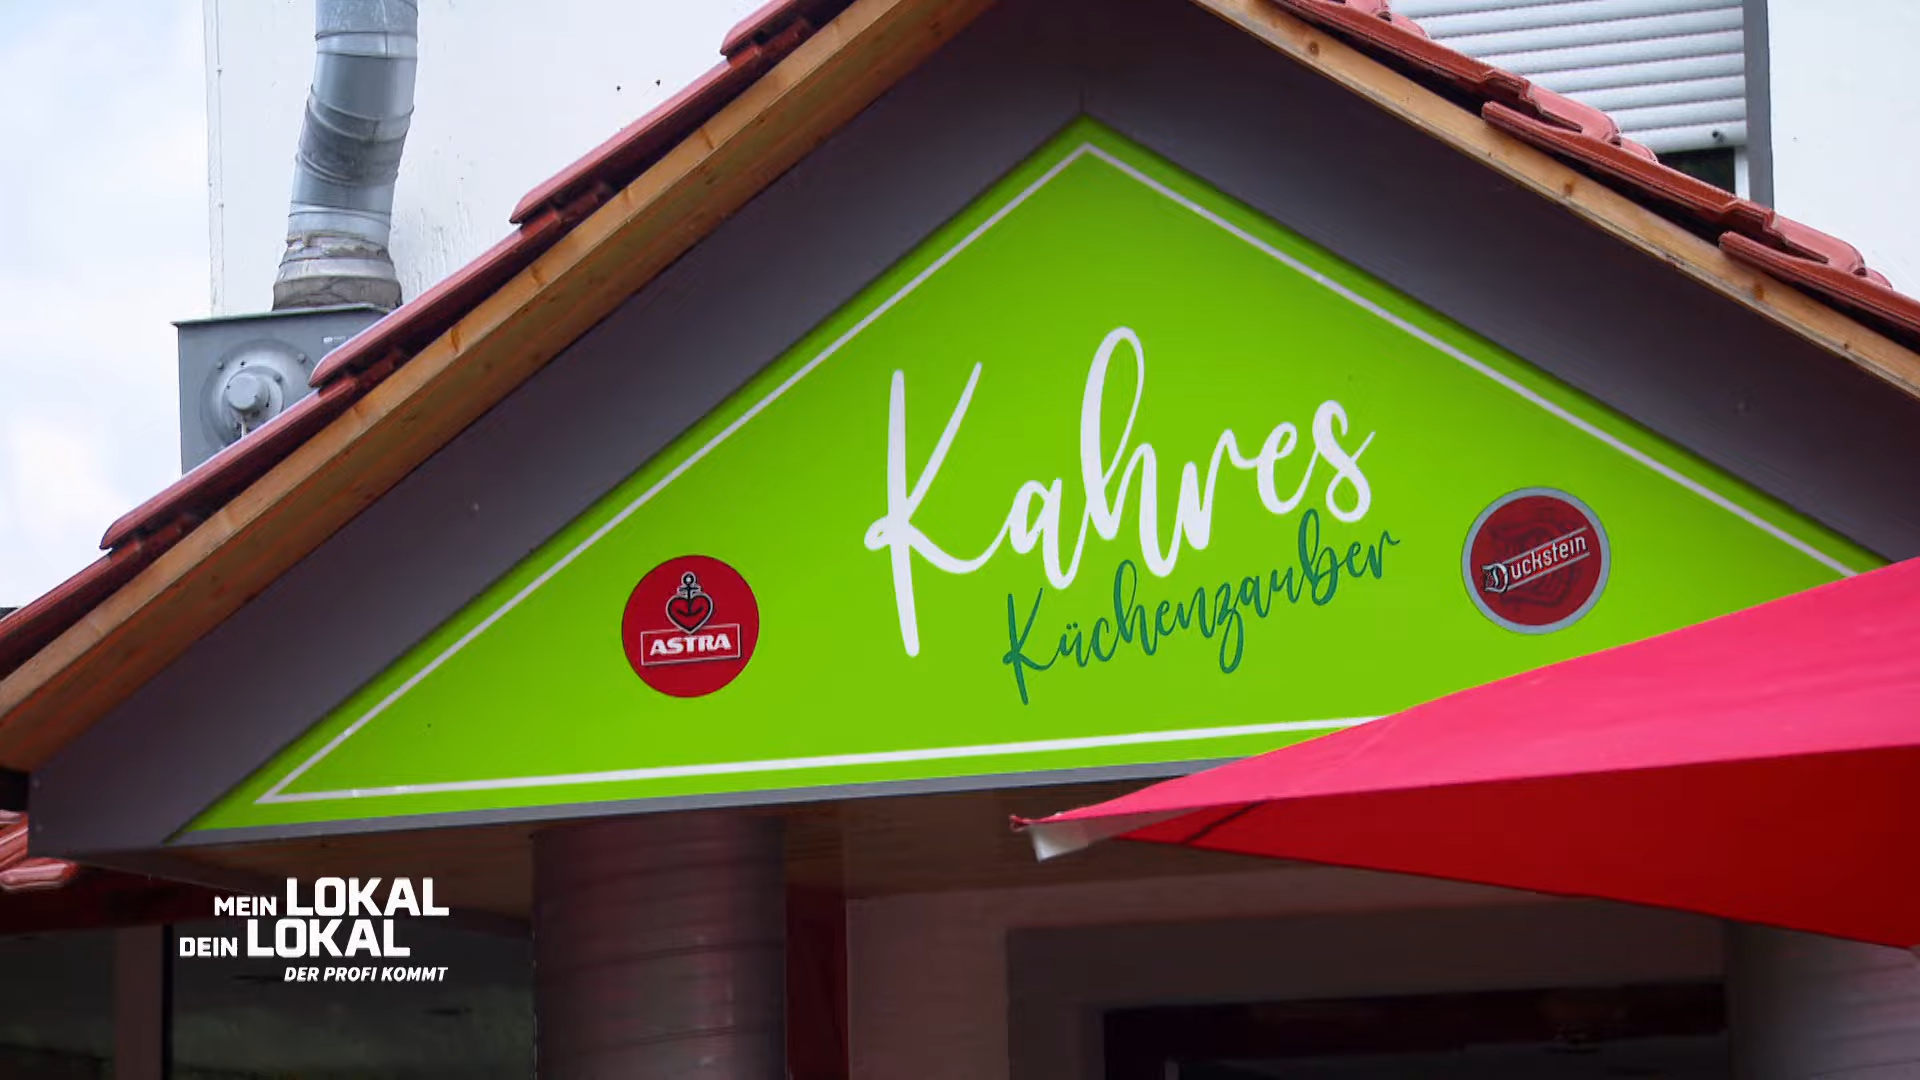 Kahres
Küchenzauber
ASTRA
Duckstein
MEIN LOKAL
DEIN LOKAL
DER PROFI KOMMT